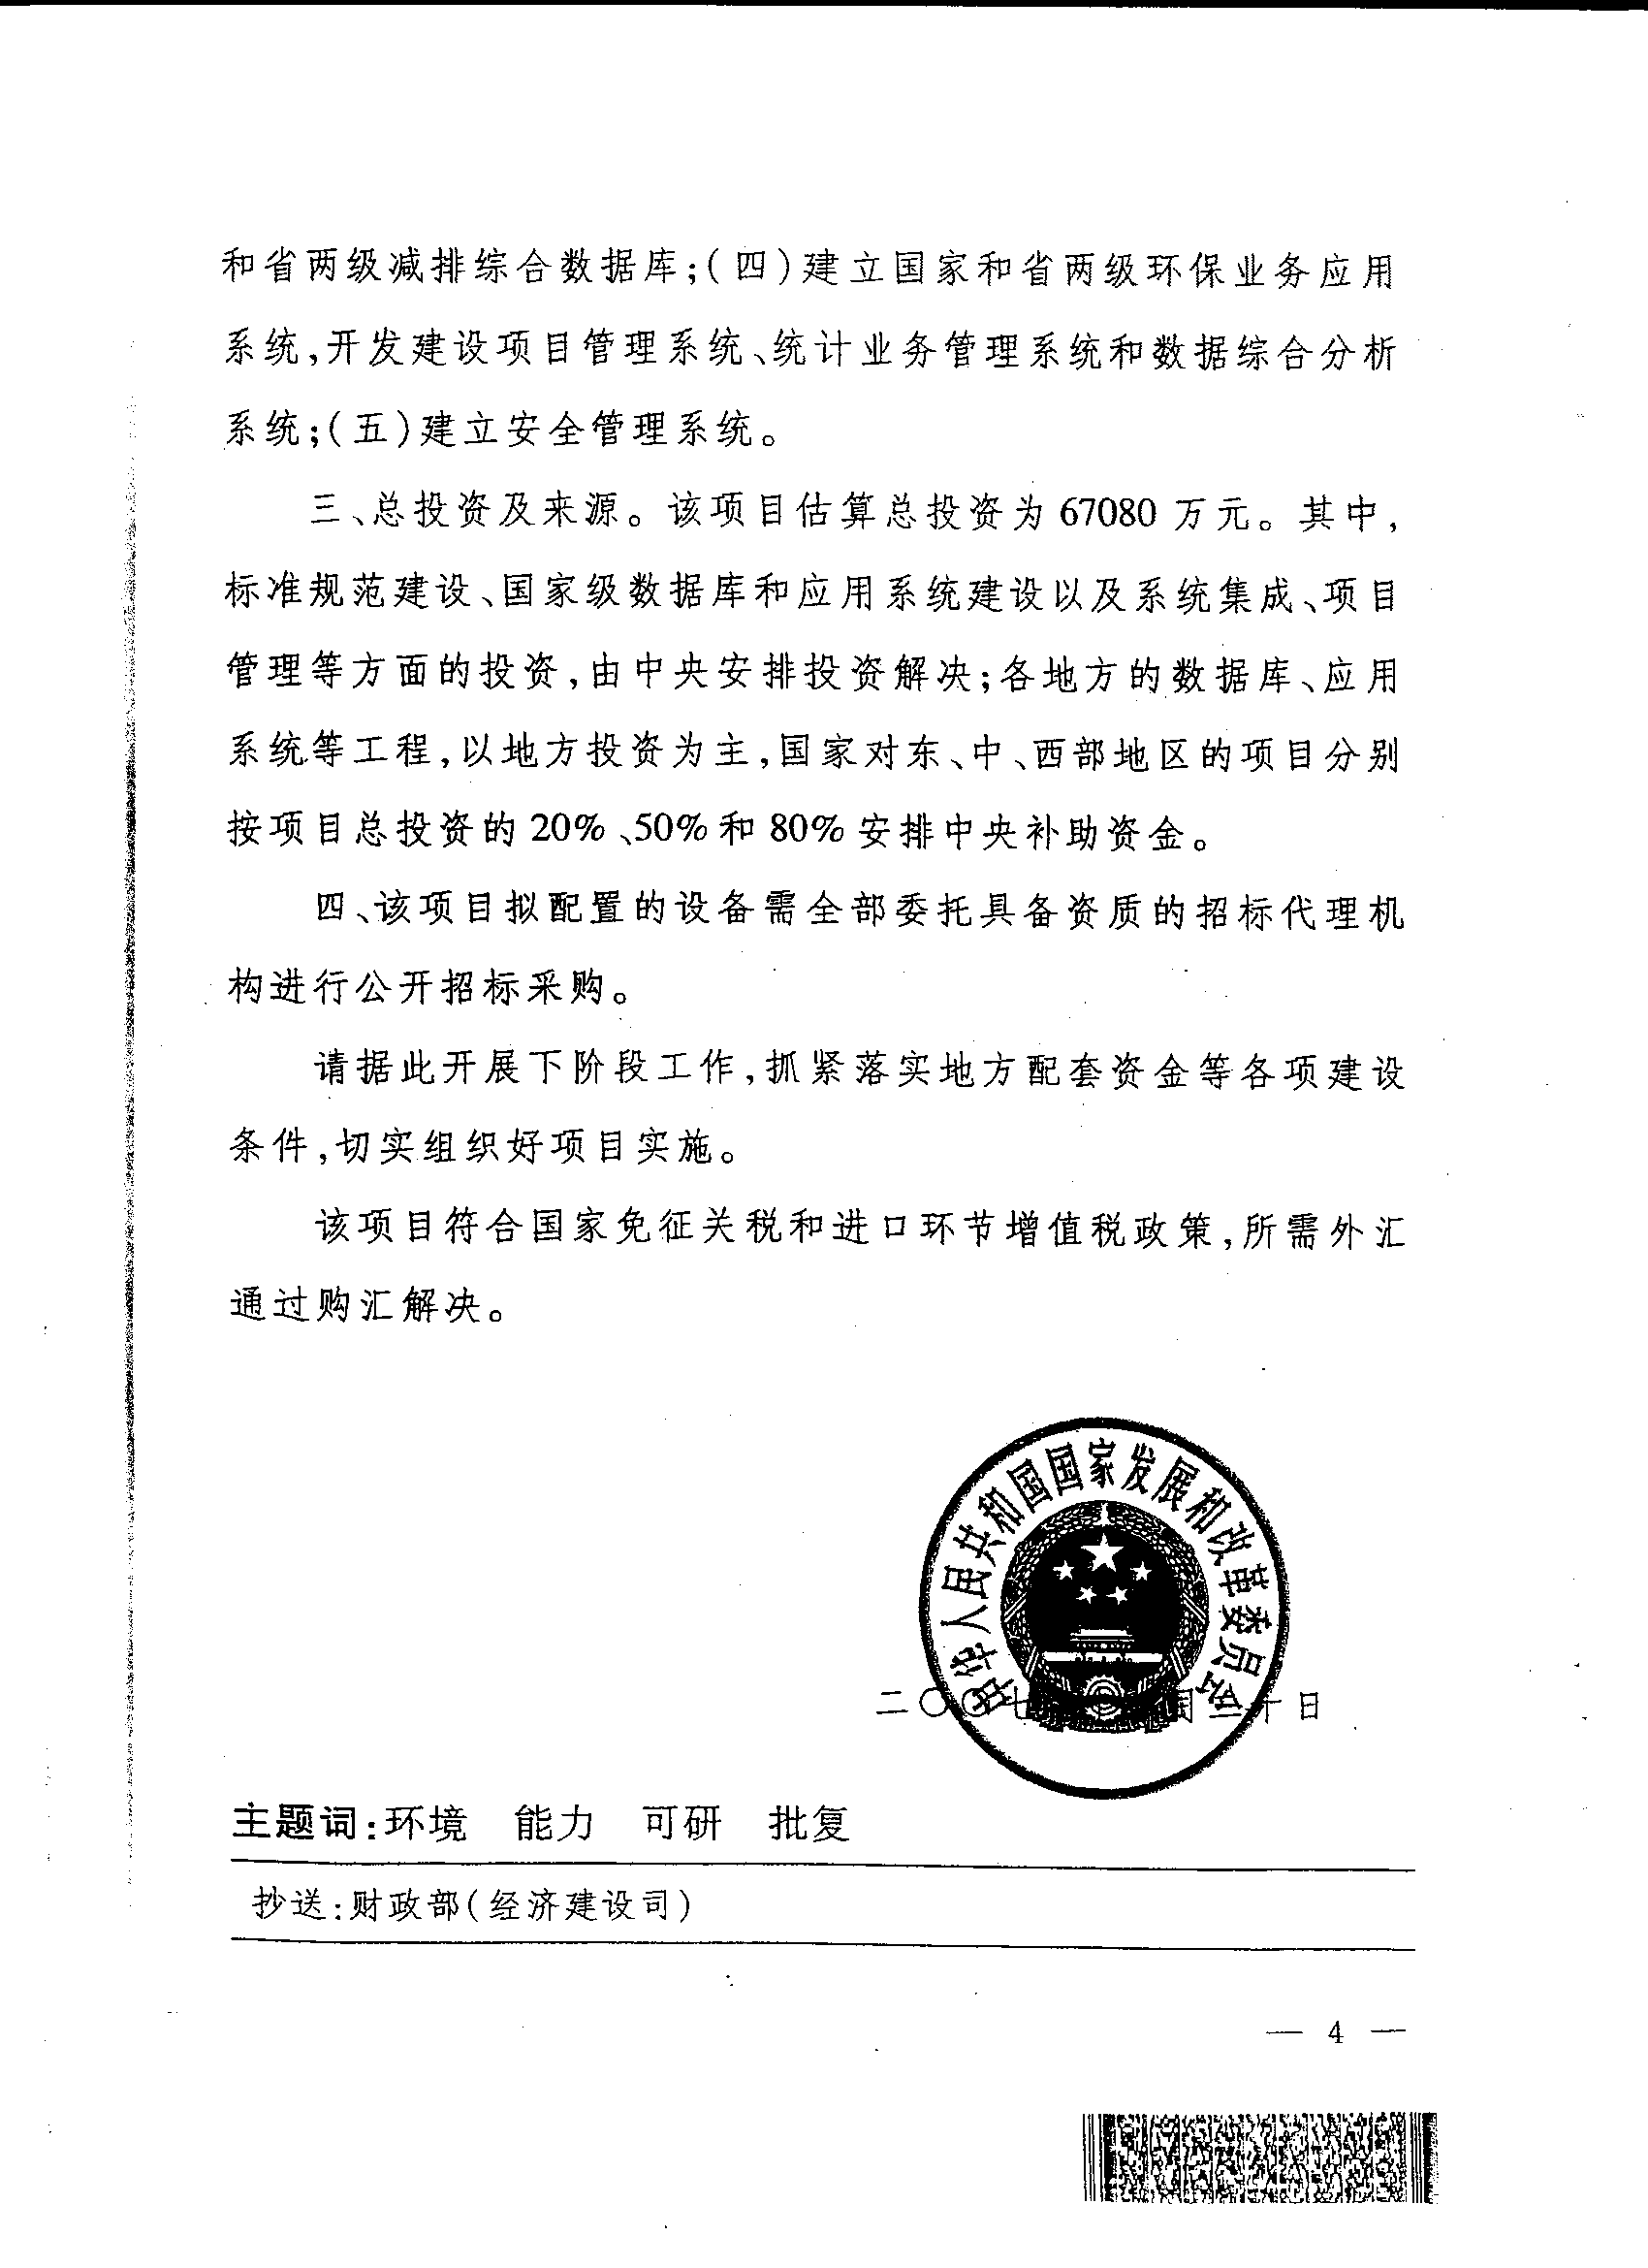 和省两级减排综合数据库;(四)建立国家和省两级环保业务应用
系统,开发建设项目管理系统、统计业务管理系统和数据综合分析
系统;(五)建立安全管理系统。
三、总投资及来源。该项目估算总投资为 67080 万元。其中,
标准规范建设、国家级数据库和应用系统建设以及系统集成、项目
管理等方面的投资,由中央安排投资解决;各地方的数据库、应用
系统等工程,以地方投资为主,国家对东、中、西部地区的项目分别
按项目总投资的 20%、50% 和 80% 安排中央补助资金。
四、该项目拟配置的设备需全部委托具备资质的招标代理机
构进行公开招标采购。
请据此开展下阶段工作,抓紧落实地方配套资金等各项建设
条件,切实组织好项目实施。
该项目符合国家免征关税和进口环节增值税政策,所需外汇
通过购汇解决。
中华人民共和国国家发展和改革委员会
二〇〇七 月 十日
主题词:环境 能力 可研 批复
抄送:财政部(经济建设司)
— 4 —